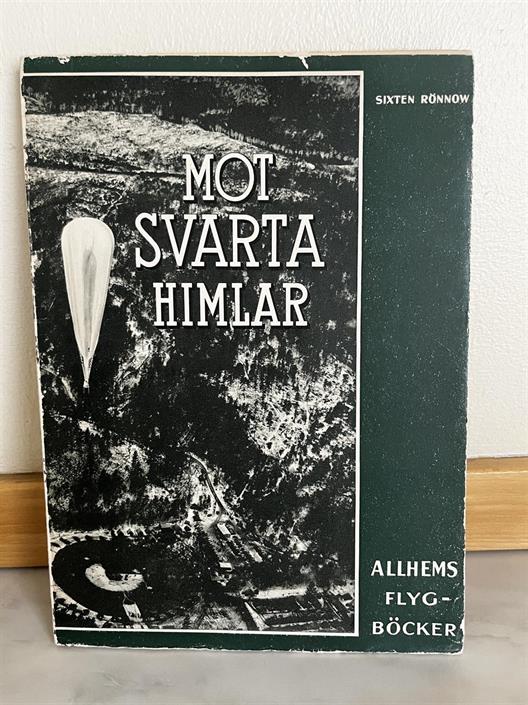 SIXTEN RÖNNOW
MOT
SVARTA
HIMLAR
ALLHEMS
FLYG-
BÖCKER